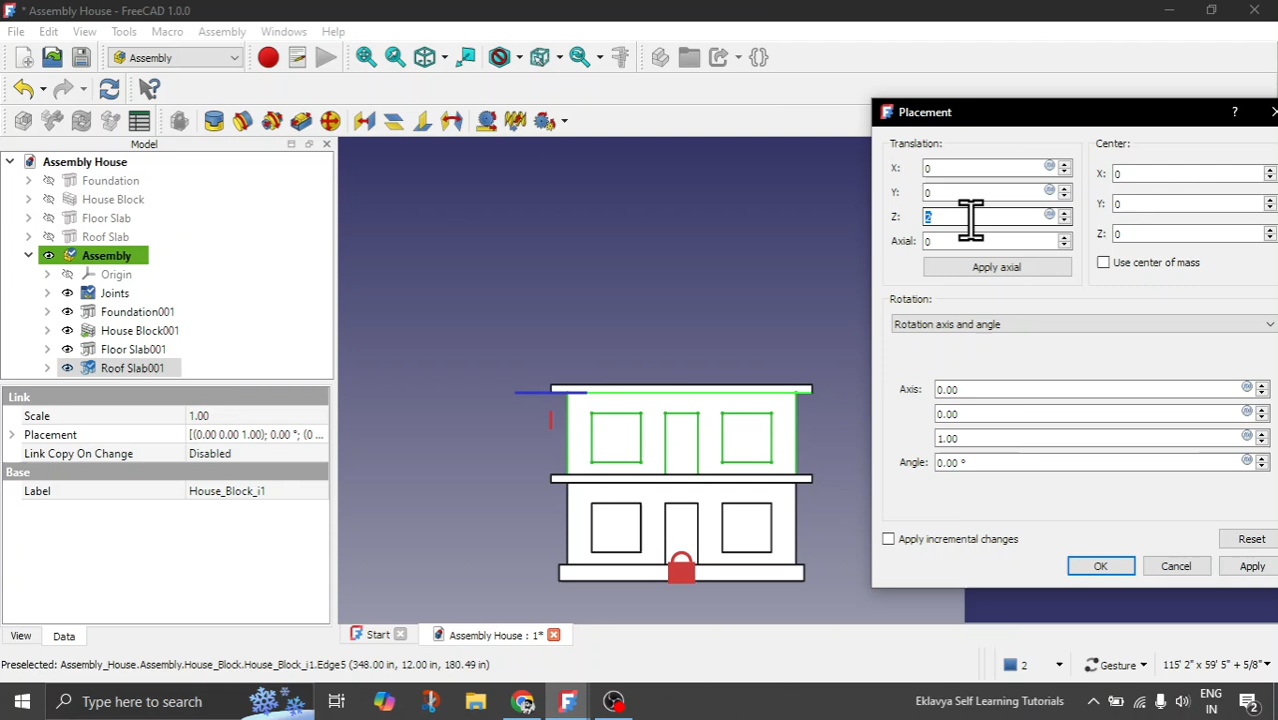 * Assembly House - FreeCAD 1.0.0
File Edit View Tools Macro Assembly Windows Help
Assembly
Model
Assembly House
Foundation
House Block
Floor Slab
Roof Slab
Assembly
Origin
Joints
Foundation001
House Block001
Floor Slab001
Roof Slab001
Link
Scale 1.00
Placement [(0.00 0.00 1.00); 0.00 °; (0 ...
Link Copy On Change Disabled
Base
Label House_Block_i1
View Data
Placement
?
Translation:
X: 0
Y: 0
Z: 2
Axial: 0
Apply axial
Center:
X: 0
Y: 0
Z: 0
Use center of mass
Rotation:
Rotation axis and angle
Axis: 0.00
0.00
1.00
Angle: 0.00 °
Apply incremental changes
Reset
OK Cancel Apply
Start
Assembly House : 1*
Preselected: Assembly_House.Assembly.House_Block.House_Block_i1.Edge5 (348.00 in, 12.00 in, 180.49 in)
2
Gesture
115' 2" x 59' 5" + 5/8"
Type here to search
Eklavya Self Learning Tutorials
ENG
IN
2